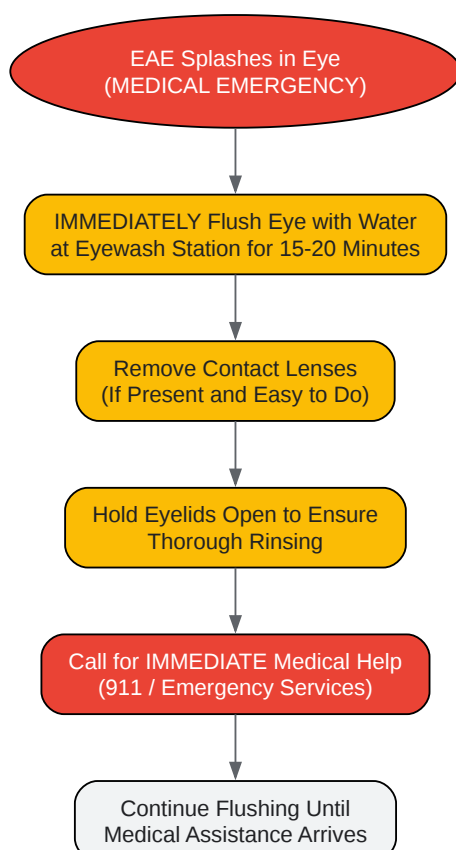 EAE Splashes in Eye
(MEDICAL EMERGENCY)
IMMEDIATELY Flush Eye with Water
at Eyewash Station for 15-20 Minutes
Remove Contact Lenses
(If Present and Easy to Do)
Hold Eyelids Open to Ensure
Thorough Rinsing
Call for IMMEDIATE Medical Help
(911 / Emergency Services)
Continue Flushing Until
Medical Assistance Arrives